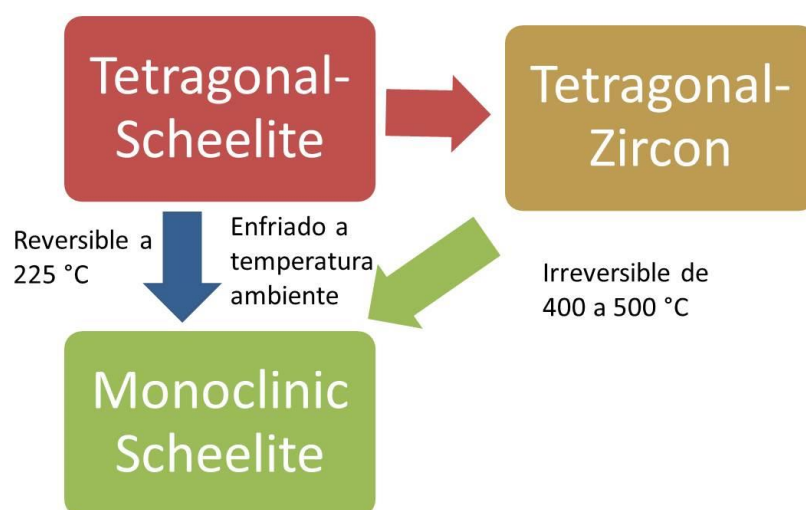 Tetragonal-
Scheelite
Tetragonal-
Zircon
Reversible a
225 °C
Enfriado a
temperatura
ambiente
Irreversible de
400 a 500 °C
Monoclinic
Scheelite